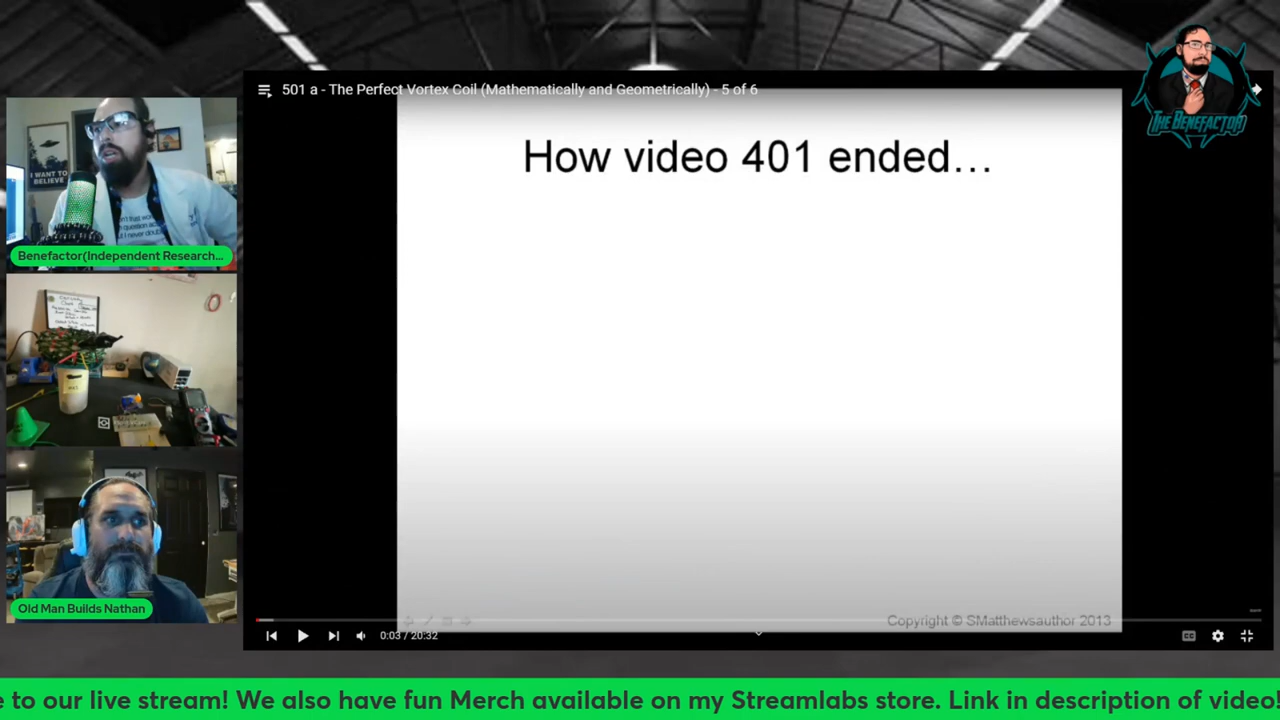 501 a - The Perfect Vortex Coil (Mathematically and Geometrically) - 5 of 6
THE BENEFACTOR
How video 401 ended…
I WANT TO
BELIEVE
Benefactor(Independent Research...
Old Man Builds Nathan
Copyright © SMatthewsauthor 2013
0:03 / 20:32
CC
e to our live stream! We also have fun Merch available on my Streamlabs store. Link in description of video!